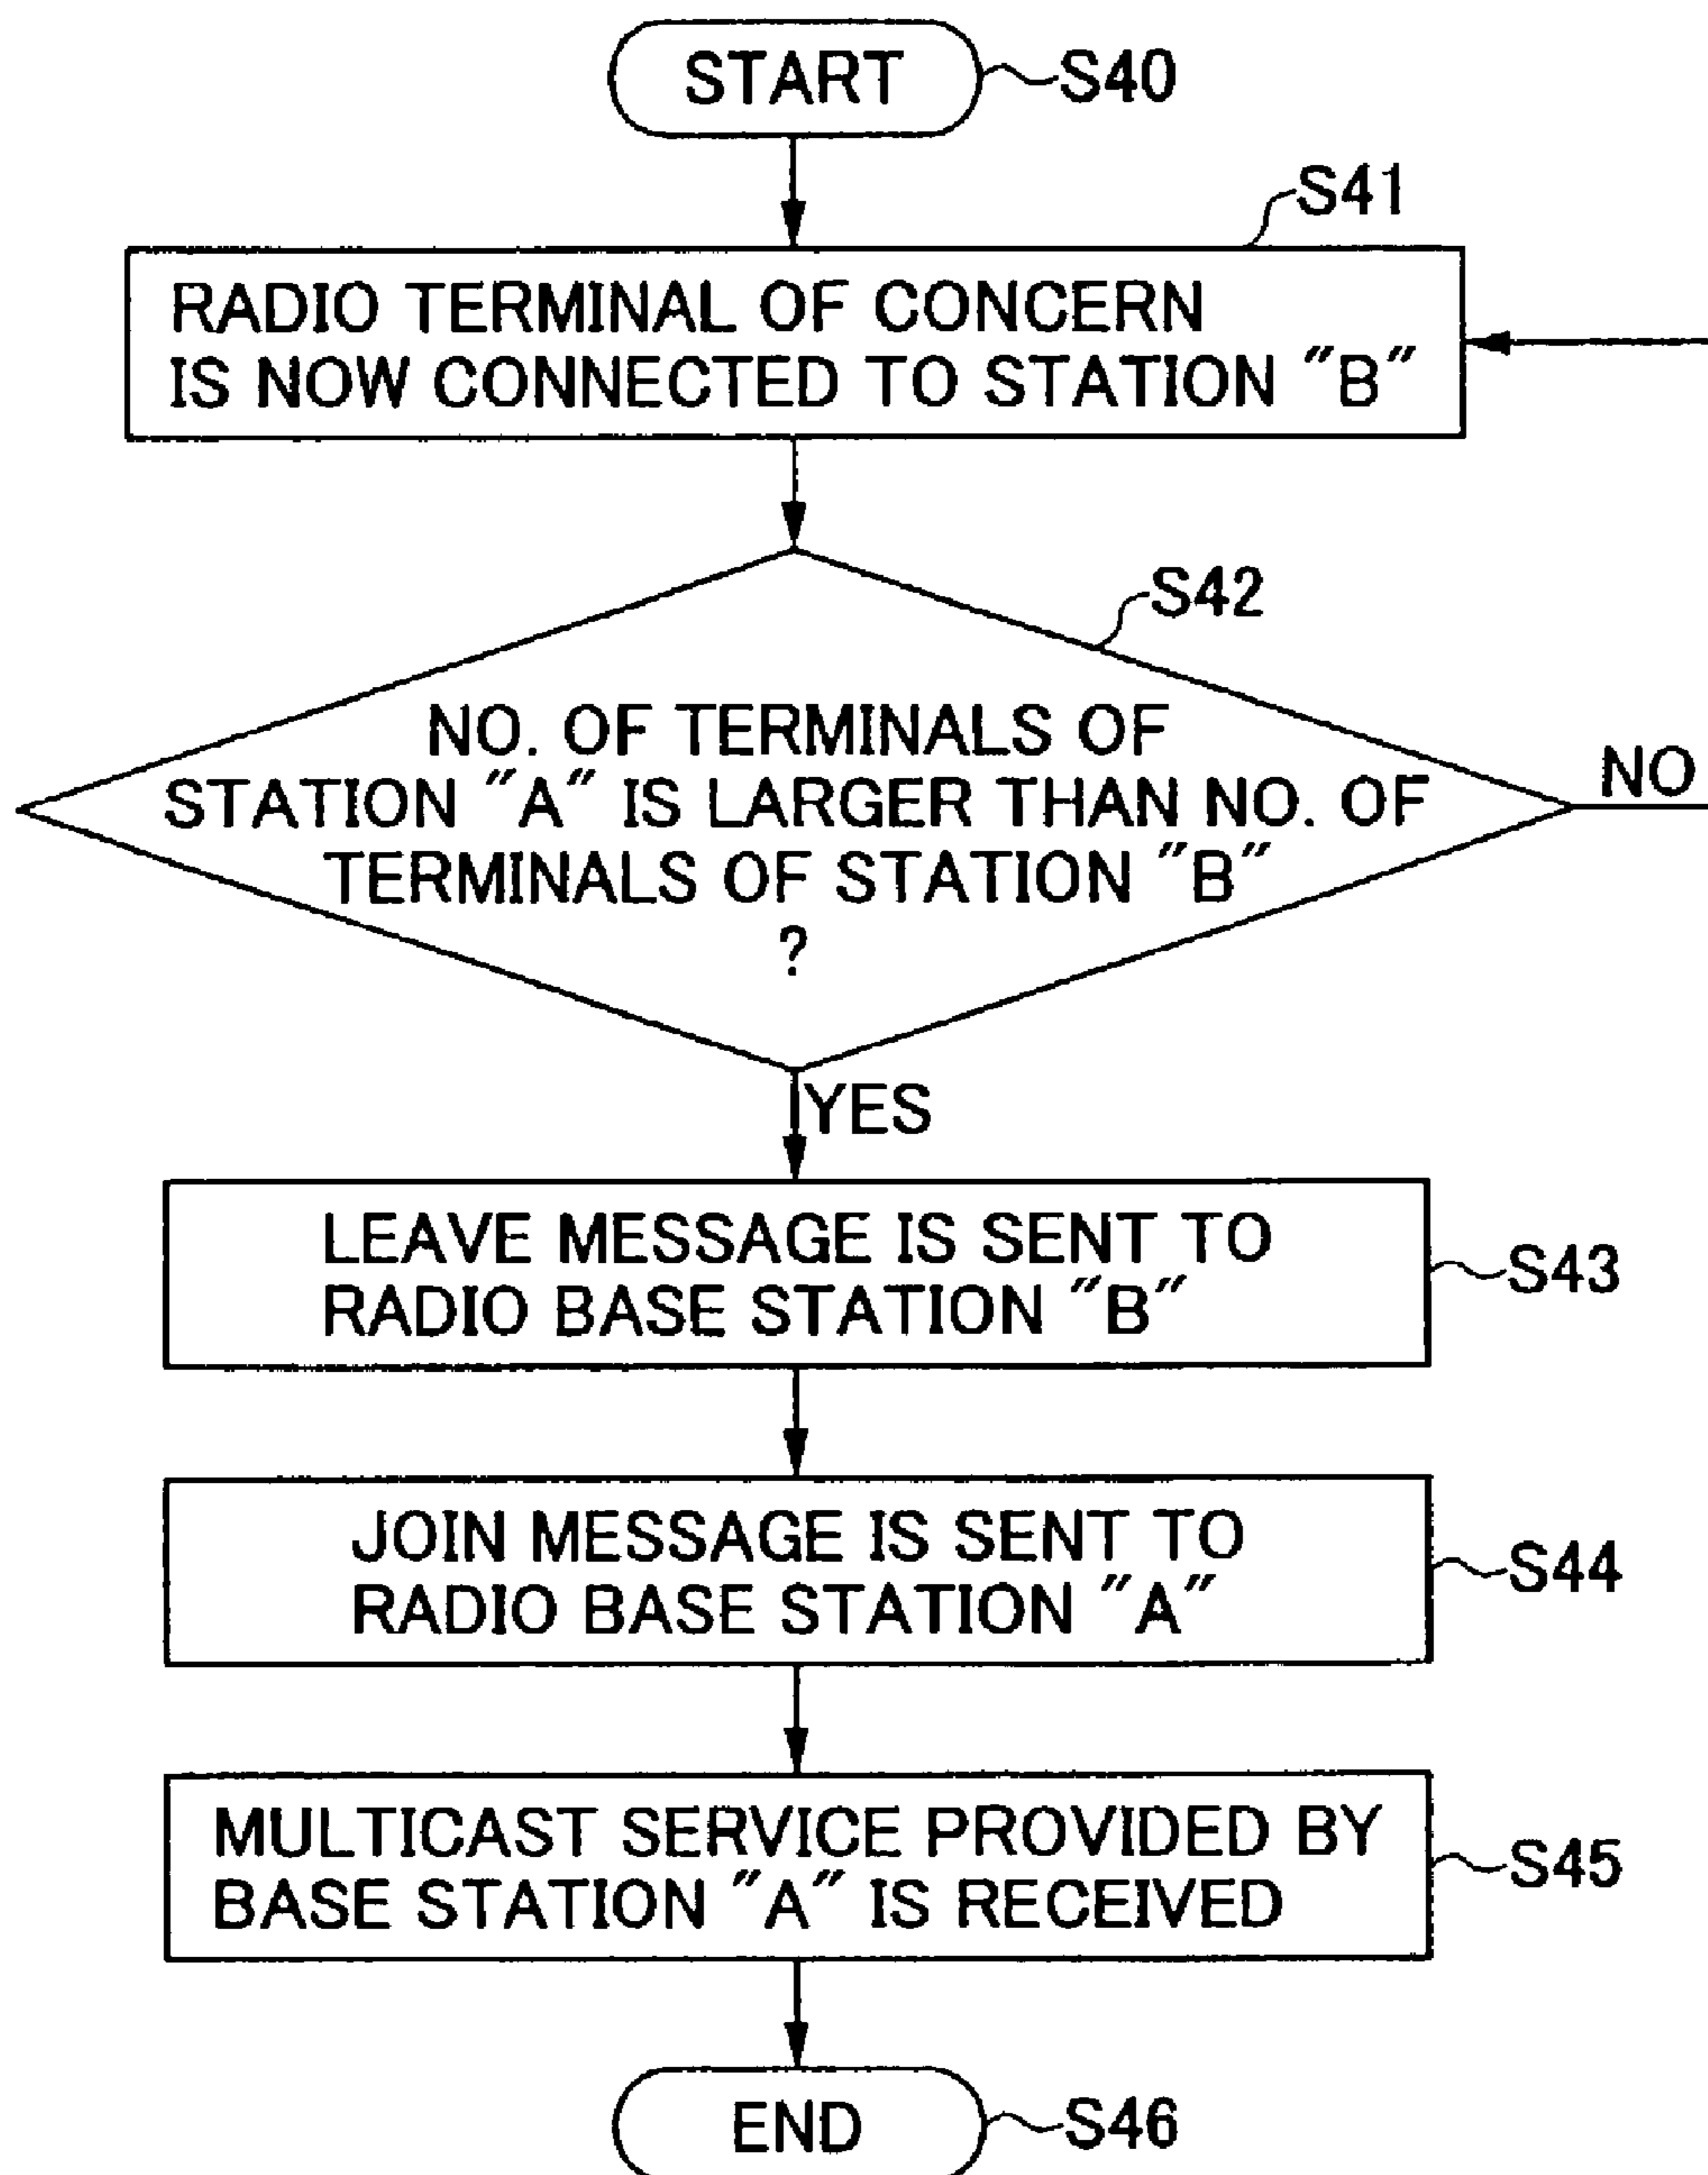 START
S40
S41
RADIO TERMINAL OF CONCERN
IS NOW CONNECTED TO STATION "B"
S42
NO. OF TERMINALS OF
STATION "A" IS LARGER THAN NO. OF
TERMINALS OF STATION "B"
?
NO
YES
LEAVE MESSAGE IS SENT TO
RADIO BASE STATION "B"
S43
JOIN MESSAGE IS SENT TO
RADIO BASE STATION "A"
S44
MULTICAST SERVICE PROVIDED BY
BASE STATION "A" IS RECEIVED
S45
END
S46